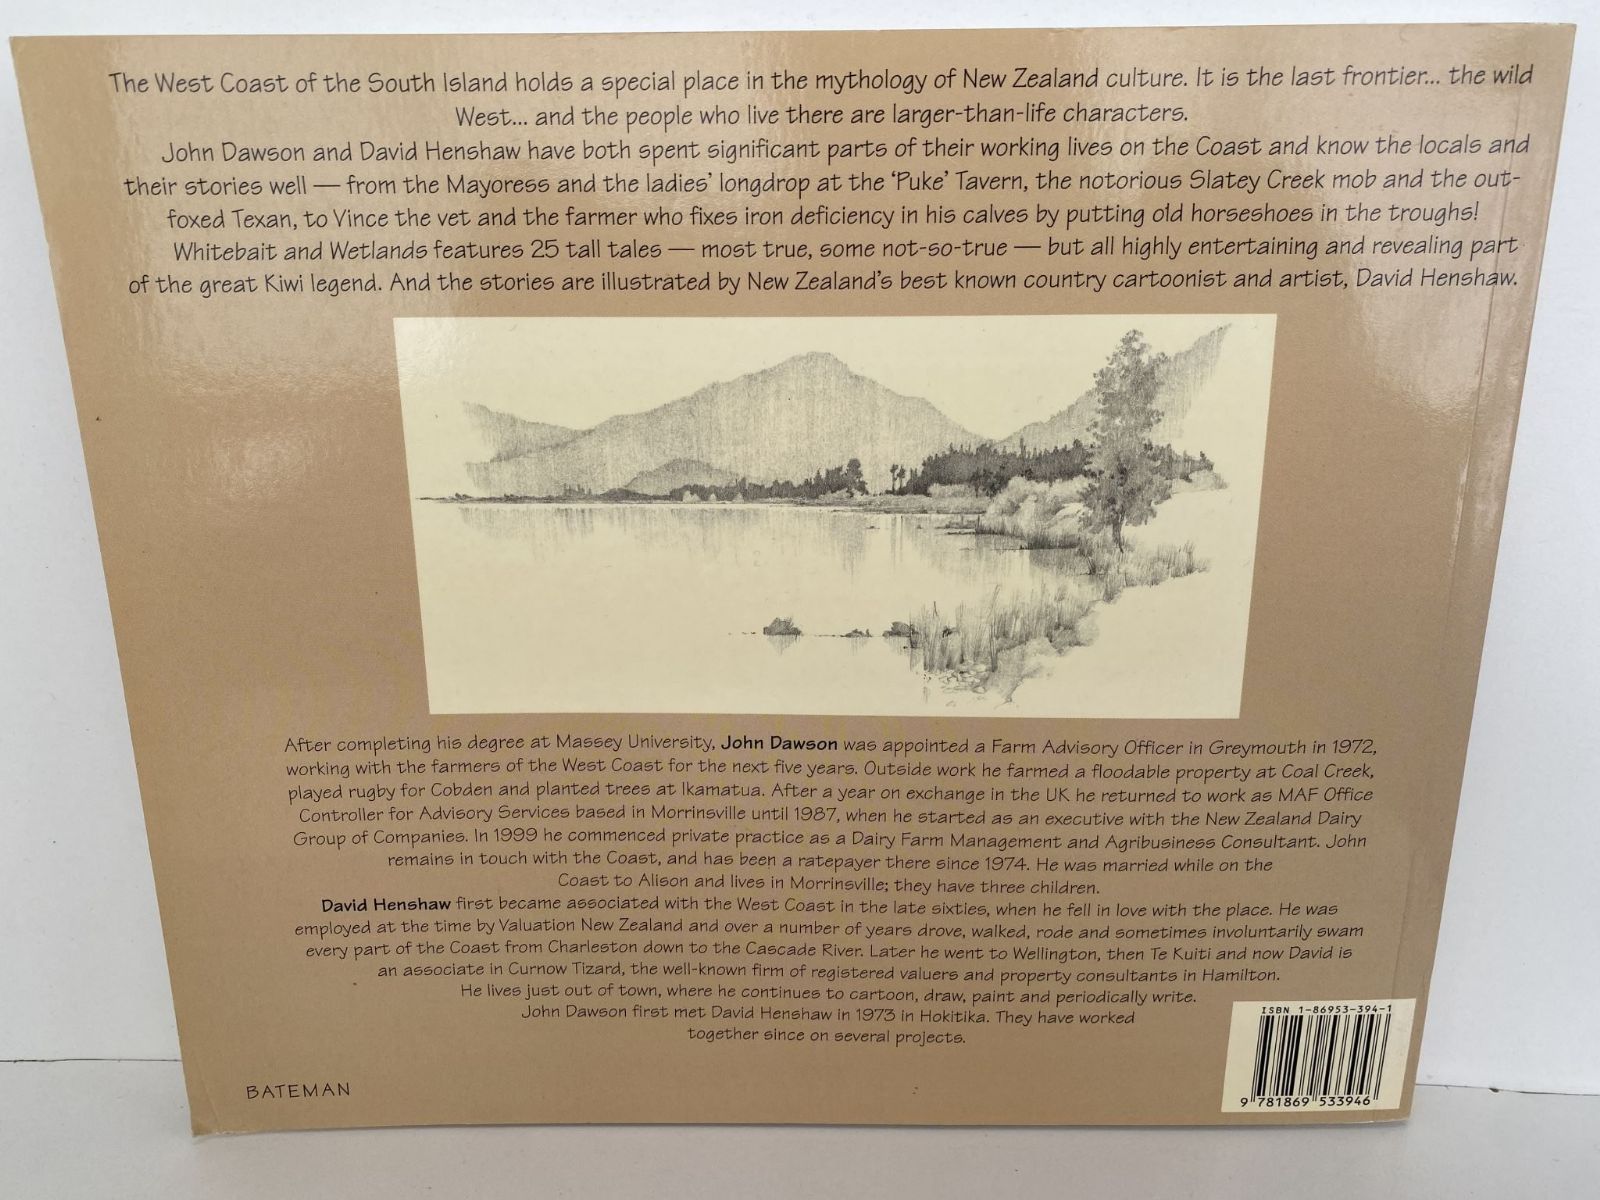 The West Coast of the South Island holds a special place in the mythology of New Zealand culture. It is the last frontier... the wild
West... and the people who live there are larger-than-life characters.
John Dawson and David Henshaw have both spent significant parts of their working lives on the Coast and know the locals and
their stories well — from the Mayoress and the ladies' longdrop at the 'Puke' Tavern, the notorious Slatey Creek mob and the out-
foxed Texan, to Vince the vet and the farmer who fixes iron deficiency in his calves by putting old horseshoes in the troughs!
Whitebait and Wetlands features 25 tall tales — most true, some not-so-true — but all highly entertaining and revealing part
of the great Kiwi legend. And the stories are illustrated by New Zealand's best known country cartoonist and artist, David Henshaw.
After completing his degree at Massey University, John Dawson was appointed a Farm Advisory Officer in Greymouth in 1972,
working with the farmers of the West Coast for the next five years. Outside work he farmed a floodable property at Coal Creek,
played rugby for Cobden and planted trees at Ikamatua. After a year on exchange in the UK he returned to work as MAF Office
Controller for Advisory Services based in Morrinsville until 1987, when he started as an executive with the New Zealand Dairy
Group of Companies. In 1999 he commenced private practice as a Dairy Farm Management and Agribusiness Consultant. John
remains in touch with the Coast, and has been a ratepayer there since 1974. He was married while on the
Coast to Alison and lives in Morrinsville; they have three children.
David Henshaw first became associated with the West Coast in the late sixties, when he fell in love with the place. He was
employed at the time by Valuation New Zealand and over a number of years drove, walked, rode and sometimes involuntarily swam
every part of the Coast from Charleston down to the Cascade River. Later he went to Wellington, then Te Kuiti and now David is
an associate in Curnow Tizard, the well-known firm of registered valuers and property consultants in Hamilton.
He lives just out of town, where he continues to cartoon, draw, paint and periodically write.
John Dawson first met David Henshaw in 1973 in Hokitika. They have worked
together since on several projects.
BATEMAN
ISBN 1-86953-394-1
9 781869 533946